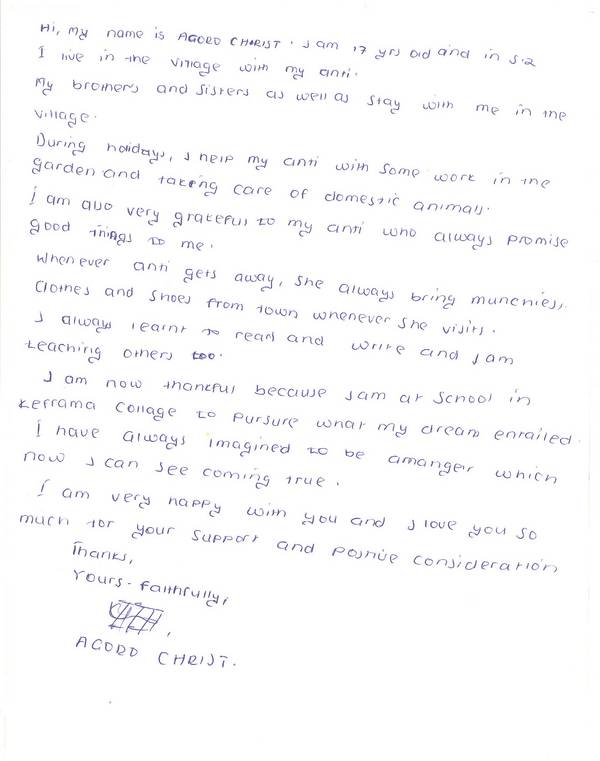 Hi, my name is AGORO CHRIST. I am 17 yrs old and in S.2
I live in the village with my anti.
My brothers and sisters as well as stay with me in the
village.
During holidays, I help my anti with some work in the
garden and taking care of domestic animals.
I am also very grateful to my anti who always promise
good things to me.
Whenever anti gets away, she always bring munchies,
clothes and shoes from town whenever she visits.
I always learnt to read and write and I am
teaching others too.
I am now thankful because I am at school in
Keframa collage to pursure what my dream entailed.
I have always imagined to be amangeir which
now I can see coming true.
I am very happy with you and I love you so
much for your support and positive consideration
Thanks,
Yours - faithfully,
AGORO CHRIST.